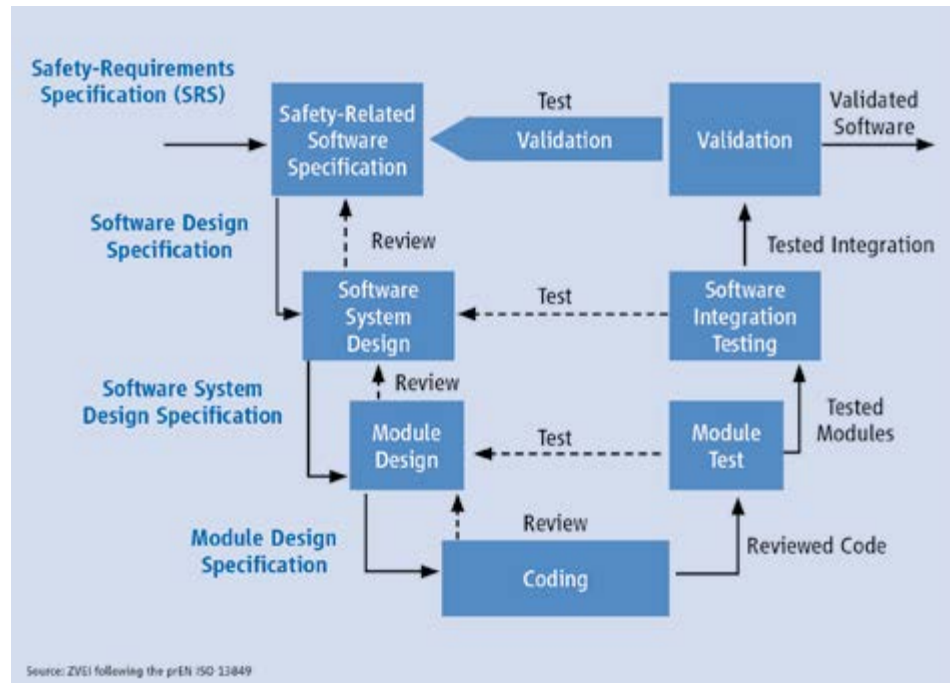 Safety-Requirements
Specification (SRS)
Safety-Related
Software
Specification
Test
Validation
Validation
Validated
Software
Software Design
Specification
Review
Tested Integration
Software
System
Design
Test
Software
Integration
Testing
Software System
Design Specification
Review
Module
Design
Test
Module
Test
Tested
Modules
Module Design
Specification
Review
Coding
Reviewed Code
Source: ZVEI following the prEN ISO 13849